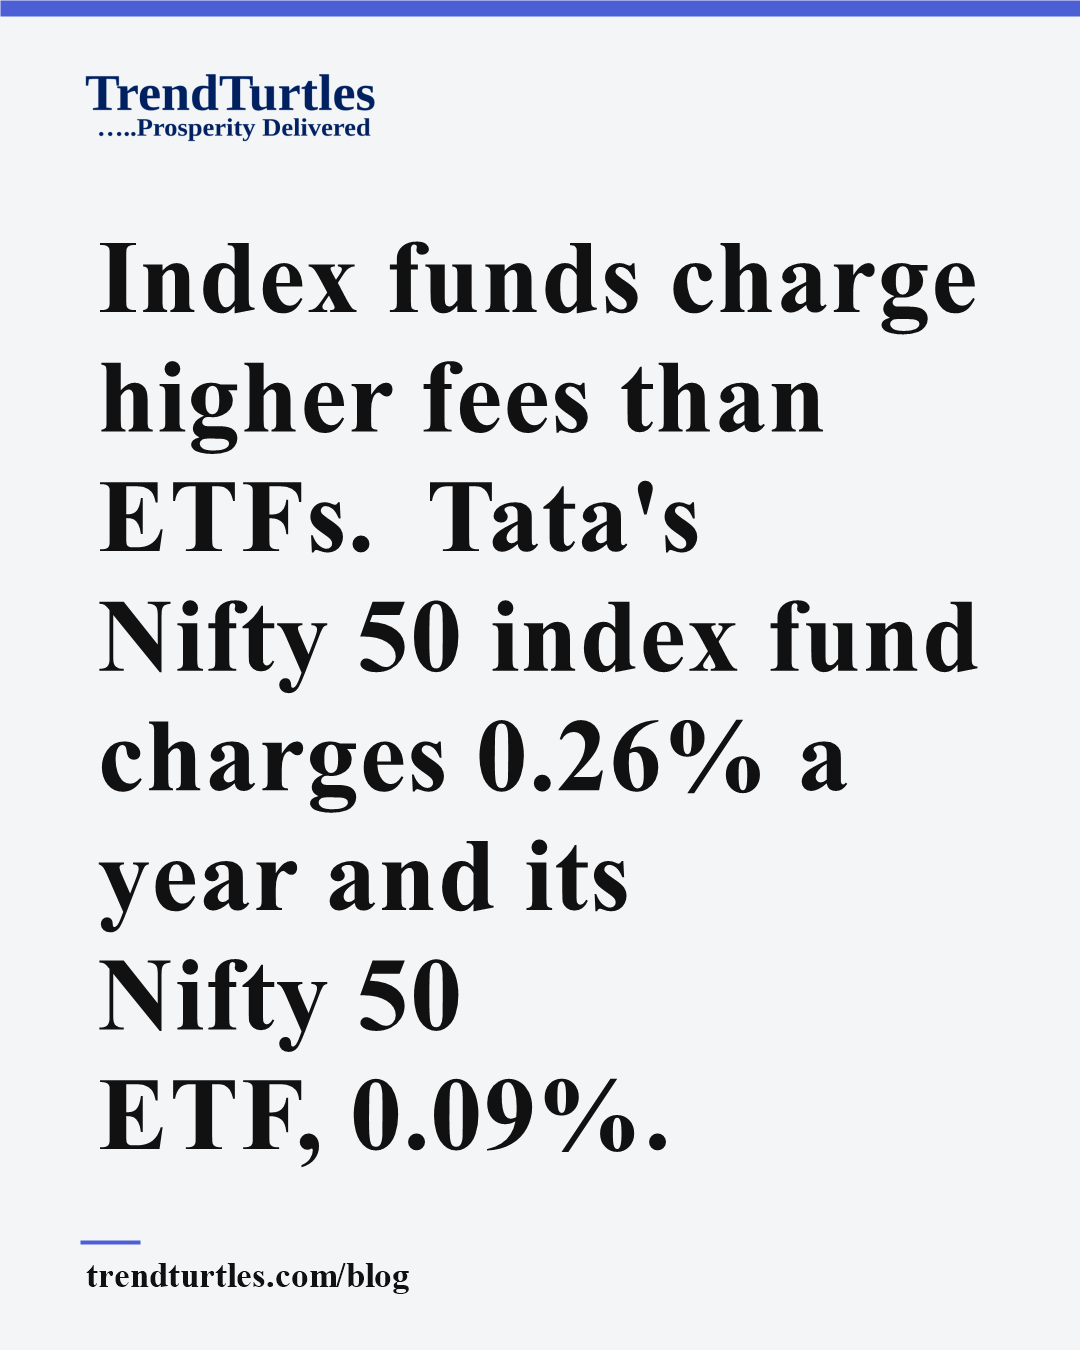 TrendTurtles
.....Prosperity Delivered
Index funds charge
higher fees than
ETFs.  Tata's
Nifty 50 index fund
charges 0.26% a
year and its
Nifty 50
ETF, 0.09%.
trendturtles.com/blog